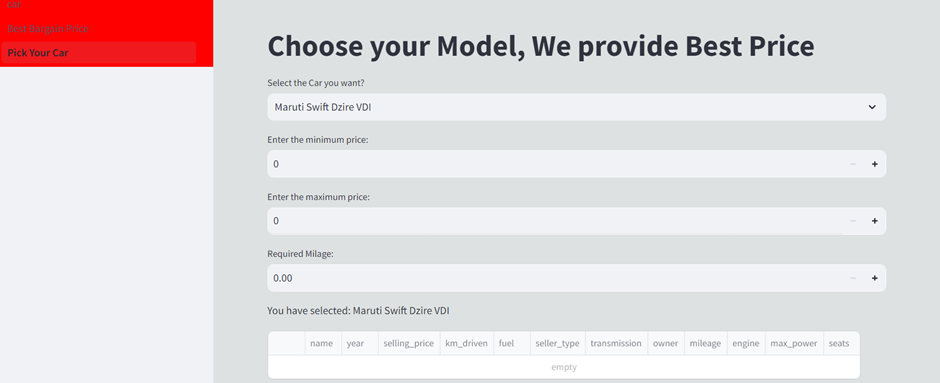 car
Best Bargain Price
Pick Your Car
Choose your Model, We provide Best Price
Select the Car you want?
Maruti Swift Dzire VDI
Enter the minimum price:
0 − +
Enter the maximum price:
0 − +
Required Milage:
0.00 − +
You have selected: Maruti Swift Dzire VDI
name year selling_price km_driven fuel seller_type transmission owner mileage engine max_power seats
empty